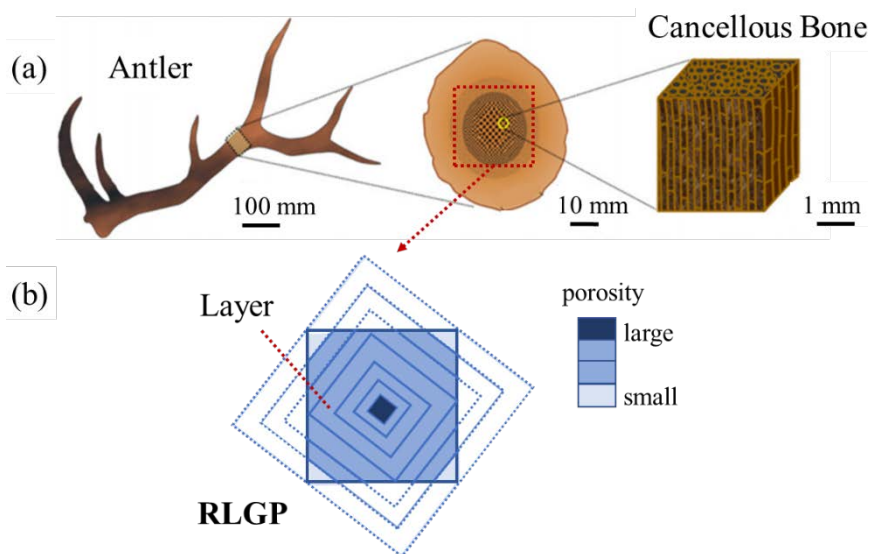 Cancellous Bone
(a)
Antler
100 mm
10 mm
1 mm
(b)
Layer
porosity
large
small
RLGP